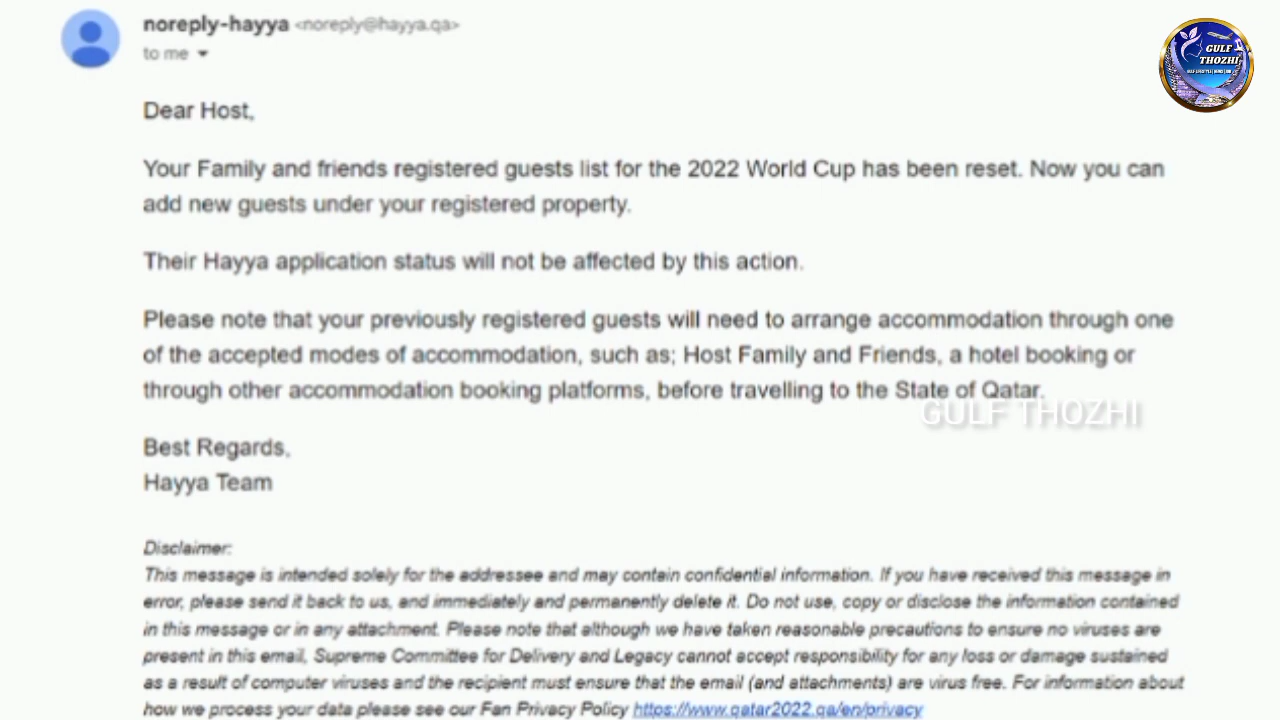 noreply-hayya <noreply@hayya.qa>
to me
GULF
THOZHI
Dear Host,
Your Family and friends registered guests list for the 2022 World Cup has been reset. Now you can
add new guests under your registered property.
Their Hayya application status will not be affected by this action.
Please note that your previously registered guests will need to arrange accommodation through one
of the accepted modes of accommodation, such as; Host Family and Friends, a hotel booking or
through other accommodation booking platforms, before travelling to the State of Qatar.
GULF THOZHI
Best Regards,
Hayya Team
Disclaimer:
This message is intended solely for the addressee and may contain confidential information. If you have received this message in
error, please send it back to us, and immediately and permanently delete it. Do not use, copy or disclose the information contained
in this message or in any attachment. Please note that although we have taken reasonable precautions to ensure no viruses are
present in this email, Supreme Committee for Delivery and Legacy cannot accept responsibility for any loss or damage sustained
as a result of computer viruses and the recipient must ensure that the email (and attachments) are virus free. For information about
how we process your data please see our Fan Privacy Policy https://www.qatar2022.qa/en/privacy